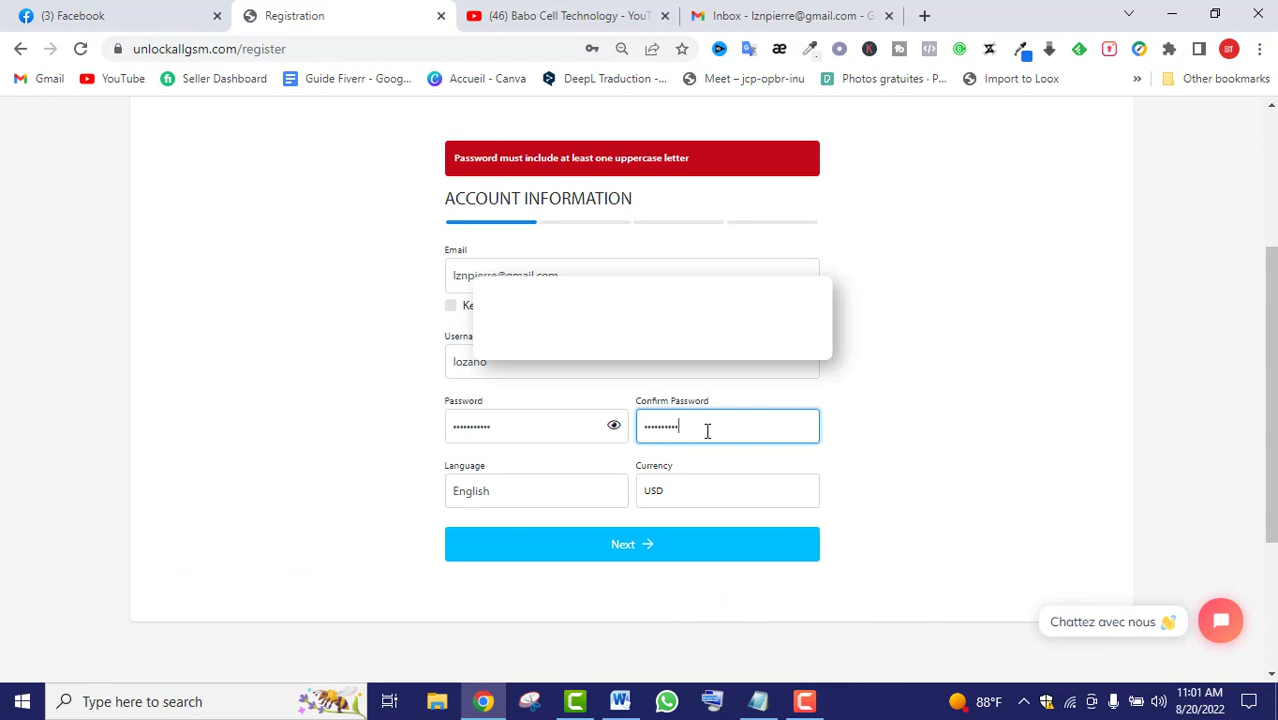 (3) Facebook
Registration
(46) Babo Cell Technology - YouT
Inbox - lznpierre@gmail.com - G
unlockallgsm.com/register
Gmail
YouTube
Seller Dashboard
Guide Fiverr - Goog...
Accueil - Canva
DeepL Traduction -...
Meet – jcp-opbr-inu
Photos gratuites · P...
Import to Loox
»
Other bookmarks
Password must include at least one uppercase letter
ACCOUNT INFORMATION
Email
lznpierre@gmail.com
Ke
Userna
lozano
Password
Confirm Password
Language
Currency
English
USD
Next →
Chattez avec nous 👋
Type here to search
88°F
11:01 AM
8/20/2022